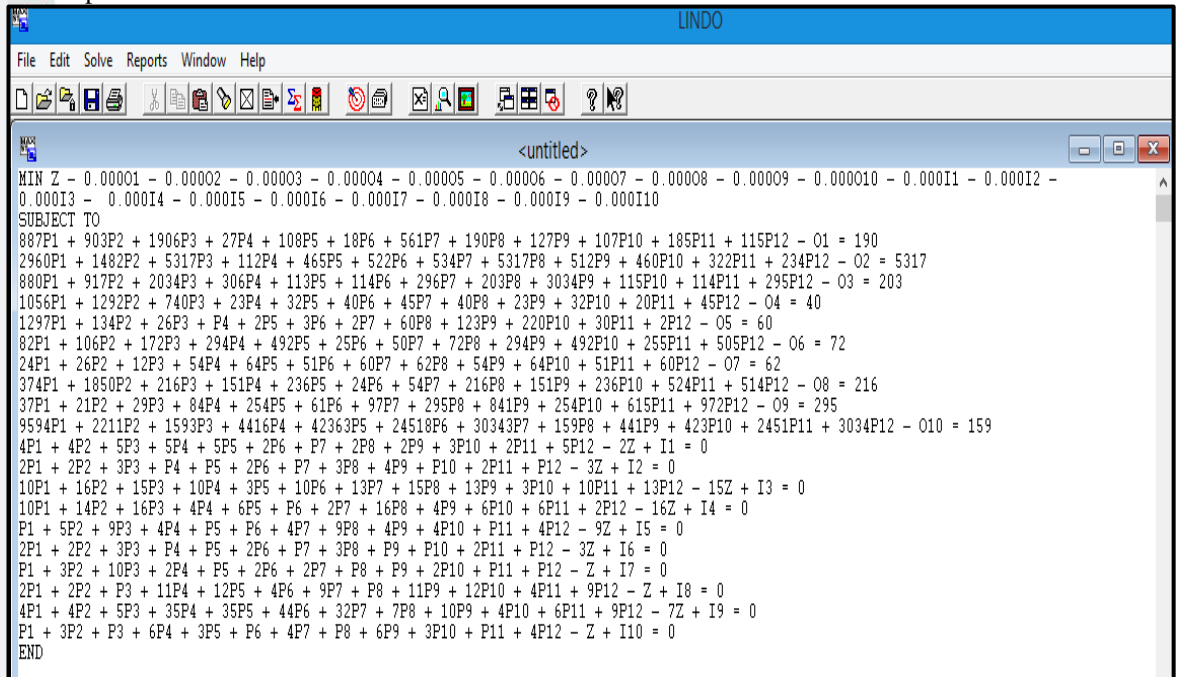 LINDO
File Edit Solve Reports Window Help
<untitled>
MIN Z - 0.000O1 - 0.000O2 - 0.000O3 - 0.000O4 - 0.000O5 - 0.000O6 - 0.000O7 - 0.000O8 - 0.000O9 - 0.000O10 - 0.000I1 - 0.000I2 -
0.000I3 - 0.000I4 - 0.000I5 - 0.000I6 - 0.000I7 - 0.000I8 - 0.000I9 - 0.000I10
SUBJECT TO
887P1 + 903P2 + 1906P3 + 27P4 + 108P5 + 18P6 + 561P7 + 190P8 + 127P9 + 107P10 + 185P11 + 115P12 - O1 = 190
2960P1 + 1482P2 + 5317P3 + 112P4 + 465P5 + 522P6 + 534P7 + 5317P8 + 512P9 + 460P10 + 322P11 + 234P12 - O2 = 5317
880P1 + 917P2 + 2034P3 + 306P4 + 113P5 + 114P6 + 296P7 + 203P8 + 3034P9 + 115P10 + 114P11 + 295P12 - O3 = 203
1056P1 + 1292P2 + 740P3 + 23P4 + 32P5 + 40P6 + 45P7 + 40P8 + 23P9 + 32P10 + 20P11 + 45P12 - O4 = 40
1297P1 + 134P2 + 26P3 + P4 + 2P5 + 3P6 + 2P7 + 60P8 + 123P9 + 220P10 + 30P11 + 2P12 - O5 = 60
82P1 + 106P2 + 172P3 + 294P4 + 492P5 + 25P6 + 50P7 + 72P8 + 294P9 + 492P10 + 255P11 + 505P12 - O6 = 72
24P1 + 26P2 + 12P3 + 54P4 + 64P5 + 51P6 + 60P7 + 62P8 + 54P9 + 64P10 + 51P11 + 60P12 - O7 = 62
374P1 + 1850P2 + 216P3 + 151P4 + 236P5 + 24P6 + 54P7 + 216P8 + 151P9 + 236P10 + 524P11 + 514P12 - O8 = 216
37P1 + 21P2 + 29P3 + 84P4 + 254P5 + 61P6 + 97P7 + 295P8 + 841P9 + 254P10 + 615P11 + 972P12 - O9 = 295
9594P1 + 2211P2 + 1593P3 + 4416P4 + 42363P5 + 24518P6 + 30343P7 + 159P8 + 441P9 + 423P10 + 2451P11 + 3034P12 - O10 = 159
4P1 + 4P2 + 5P3 + 5P4 + 5P5 + 2P6 + P7 + 2P8 + 2P9 + 3P10 + 2P11 + 5P12 - 2Z + I1 = 0
2P1 + 2P2 + 3P3 + P4 + P5 + 2P6 + P7 + 3P8 + 4P9 + P10 + 2P11 + P12 - 3Z + I2 = 0
10P1 + 16P2 + 15P3 + 10P4 + 3P5 + 10P6 + 13P7 + 15P8 + 13P9 + 3P10 + 10P11 + 13P12 - 15Z + I3 = 0
10P1 + 14P2 + 16P3 + 4P4 + 6P5 + P6 + 2P7 + 16P8 + 4P9 + 6P10 + 6P11 + 2P12 - 16Z + I4 = 0
P1 + 5P2 + 9P3 + 4P4 + P5 + P6 + 4P7 + 9P8 + 4P9 + 4P10 + P11 + 4P12 - 9Z + I5 = 0
2P1 + 2P2 + 3P3 + P4 + P5 + 2P6 + P7 + 3P8 + P9 + P10 + 2P11 + P12 - 3Z + I6 = 0
P1 + 3P2 + 10P3 + 2P4 + P5 + 2P6 + 2P7 + P8 + P9 + 2P10 + P11 + P12 - Z + I7 = 0
2P1 + 2P2 + P3 + 11P4 + 12P5 + 4P6 + 9P7 + P8 + 11P9 + 12P10 + 4P11 + 9P12 - Z + I8 = 0
4P1 + 4P2 + 5P3 + 35P4 + 35P5 + 44P6 + 32P7 + 7P8 + 10P9 + 4P10 + 6P11 + 9P12 - 7Z + I9 = 0
P1 + 3P2 + P3 + 6P4 + 3P5 + P6 + 4P7 + P8 + 6P9 + 3P10 + P11 + 4P12 - Z + I10 = 0
END